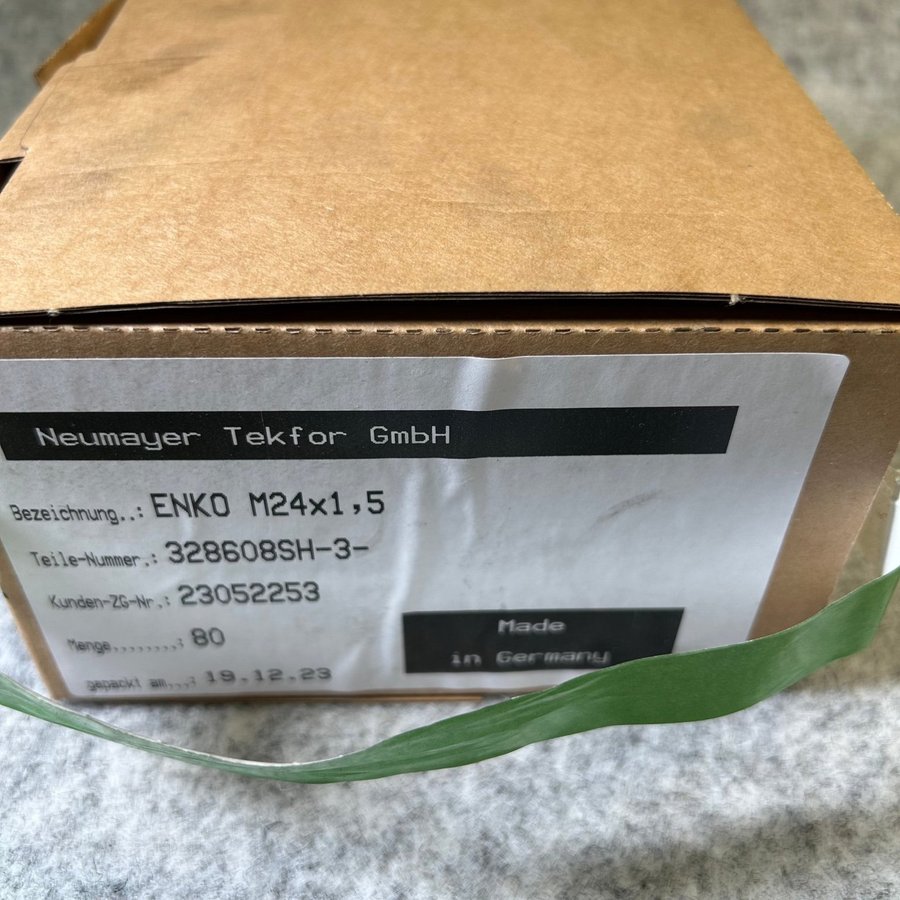 Neumayer Tekfor GmbH
Bezeichnung..: ENKO M24x1,5
Teile-Nummer.: 328608SH-3-
Kunden-ZG-Nr.: 23052253
Menge........: 80
gepackt am...: 19.12.23
Made
in Germany